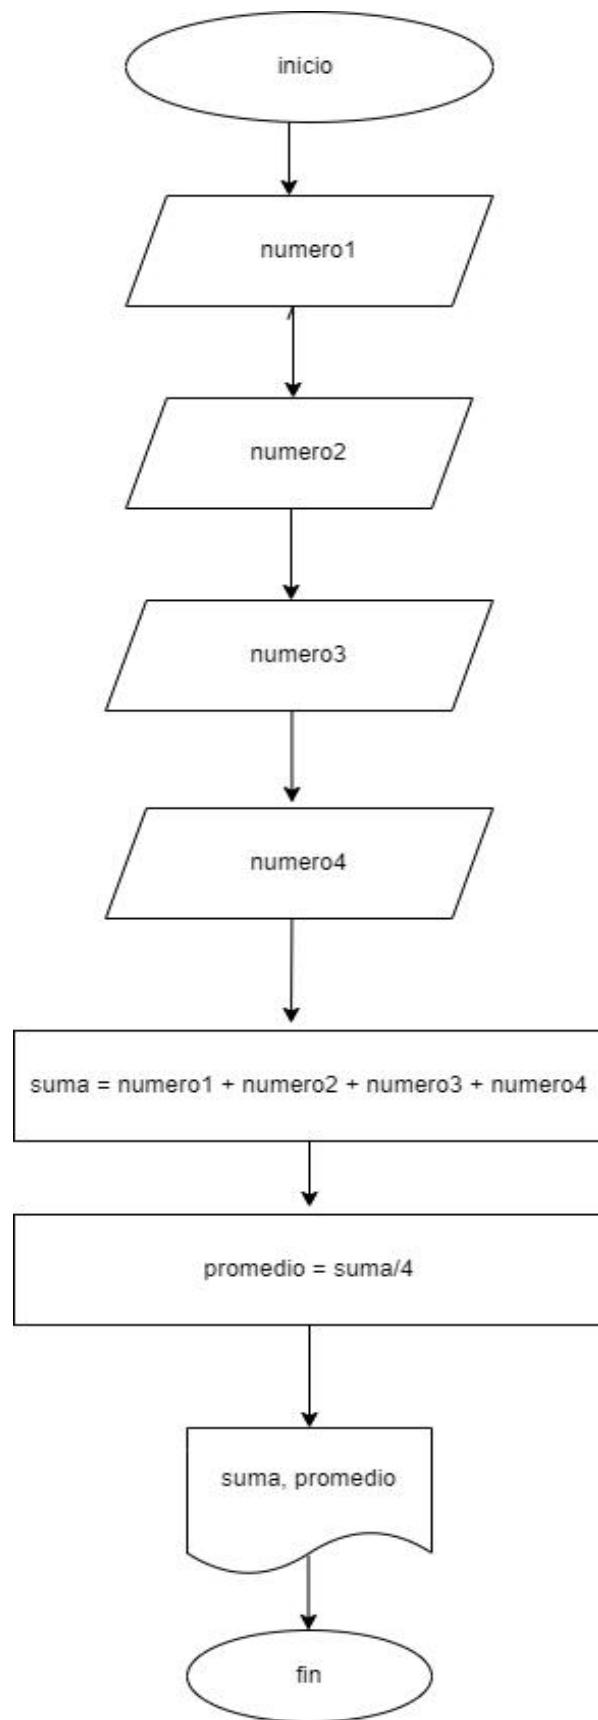 inicio
numero1
numero2
numero3
numero4
suma = numero1 + numero2 + numero3 + numero4
promedio = suma/4
suma, promedio
fin